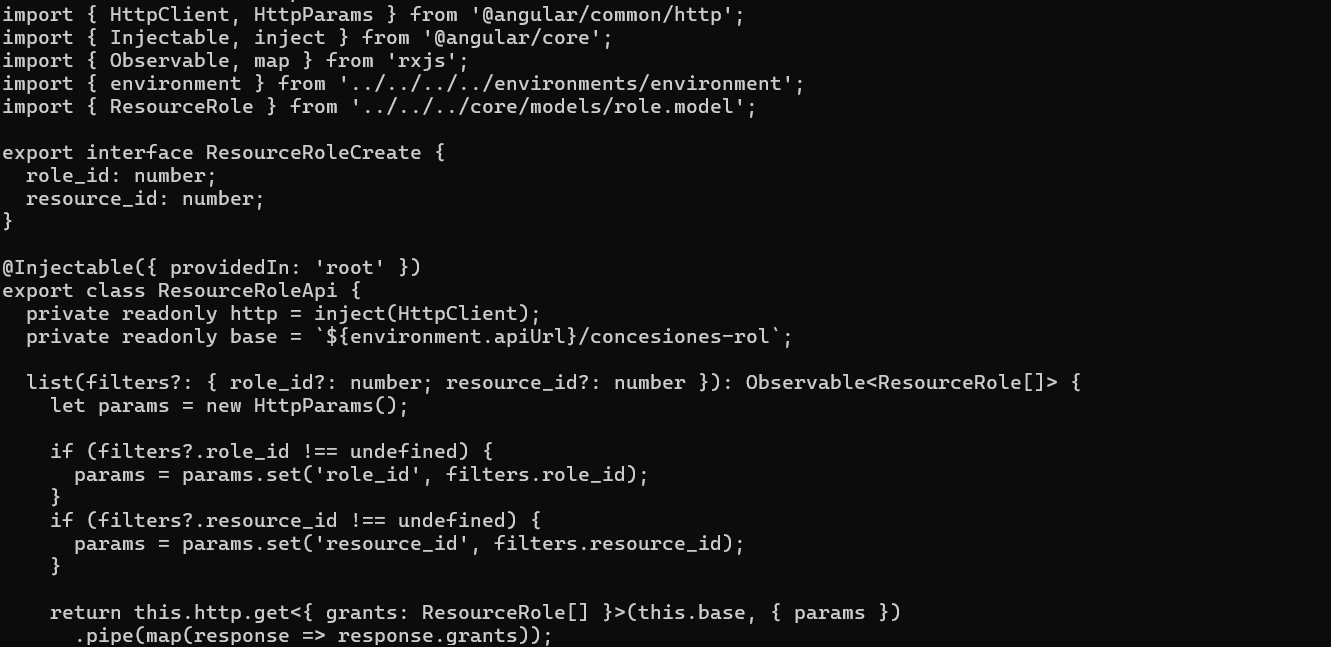 import { HttpClient, HttpParams } from '@angular/common/http';
import { Injectable, inject } from '@angular/core';
import { Observable, map } from 'rxjs';
import { environment } from '../../../../environments/environment';
import { ResourceRole } from '../../../core/models/role.model';

export interface ResourceRoleCreate {
  role_id: number;
  resource_id: number;
}

@Injectable({ providedIn: 'root' })
export class ResourceRoleApi {
  private readonly http = inject(HttpClient);
  private readonly base = `${environment.apiUrl}/concesiones-rol`;

  list(filters?: { role_id?: number; resource_id?: number }): Observable<ResourceRole[]> {
    let params = new HttpParams();

    if (filters?.role_id !== undefined) {
      params = params.set('role_id', filters.role_id);
    }
    if (filters?.resource_id !== undefined) {
      params = params.set('resource_id', filters.resource_id);
    }

    return this.http.get<{ grants: ResourceRole[] }>(this.base, { params })
      .pipe(map(response => response.grants));